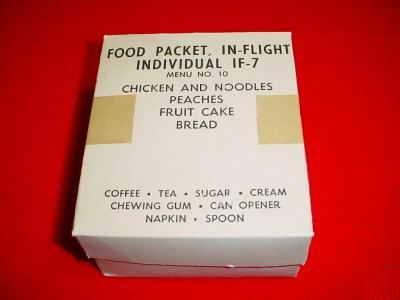 FOOD PACKET, IN-FLIGHT
INDIVIDUAL IF-7
MENU NO. 10
CHICKEN AND NOODLES
PEACHES
FRUIT CAKE
BREAD
COFFEE • TEA • SUGAR • CREAM
CHEWING GUM • CAN OPENER
NAPKIN • SPOON